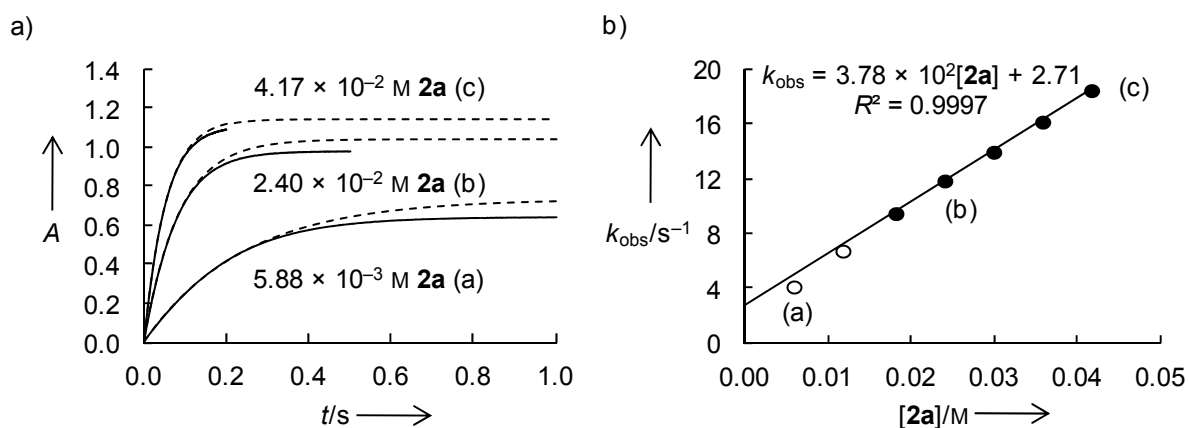 a)
1.4
1.2
1.0
0.8
0.6
0.4
0.2
0.0
A
4.17 × 10⁻² M 2a (c)
2.40 × 10⁻² M 2a (b)
5.88 × 10⁻³ M 2a (a)
0.0 0.2 0.4 0.6 0.8 1.0
t/s
b)
20
16
12
8
4
0
kobs/s⁻¹
kobs = 3.78 × 10²[2a] + 2.71
R² = 0.9997
(c)
(b)
(a)
0.00 0.01 0.02 0.03 0.04 0.05
[2a]/M